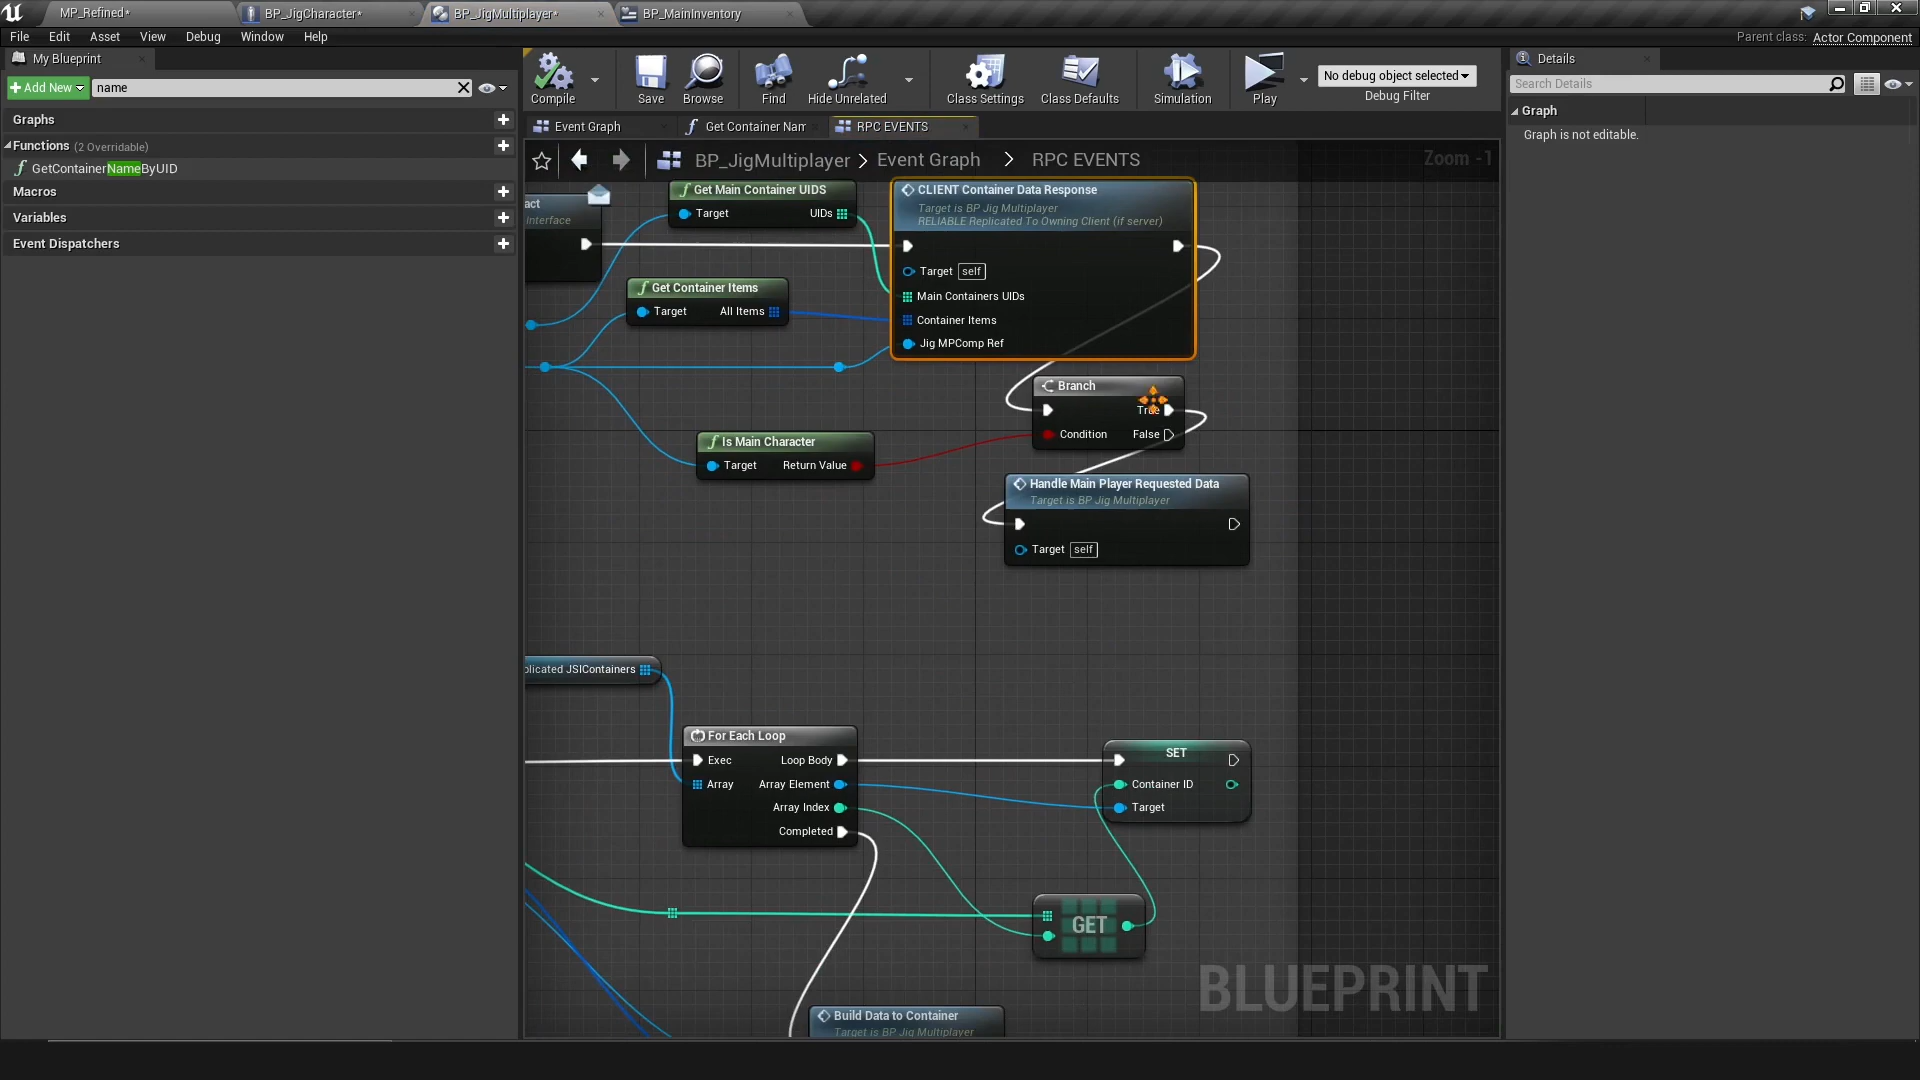 MP_Refined*
BP_JigCharacter*
BP_JigMultiplayer*
BP_MainInventory
File Edit Asset View Debug Window Help
Parent class: Actor Component
My Blueprint
Details
Add New
name
Compile
Save
Browse
Find
Hide Unrelated
Class Settings
Class Defaults
Simulation
Play
No debug object selected
Debug Filter
Search Details
Graphs
Functions (2 Overridable)
GetContainerNameByUID
Macros
Variables
Event Dispatchers
Event Graph
Get Container Nam
RPC EVENTS
Graph
Graph is not editable.
BP_JigMultiplayer > Event Graph > RPC EVENTS
Zoom -1
act
Interface
Get Main Container UIDS
Target UIDs
CLIENT Container Data Response
Target is BP Jig Multiplayer
RELIABLE Replicated To Owning Client (if server)
Target self
Main Containers UIDs
Container Items
Jig MPComp Ref
Get Container Items
Target All Items
Branch
True
Condition False
Is Main Character
Target Return Value
Handle Main Player Requested Data
Target is BP Jig Multiplayer
Target self
plicated JSIContainers
For Each Loop
Exec Loop Body
Array Array Element
Array Index
Completed
SET
Container ID
Target
GET
BLUEPRINT
Build Data to Container
Target is BP Jig Multiplayer